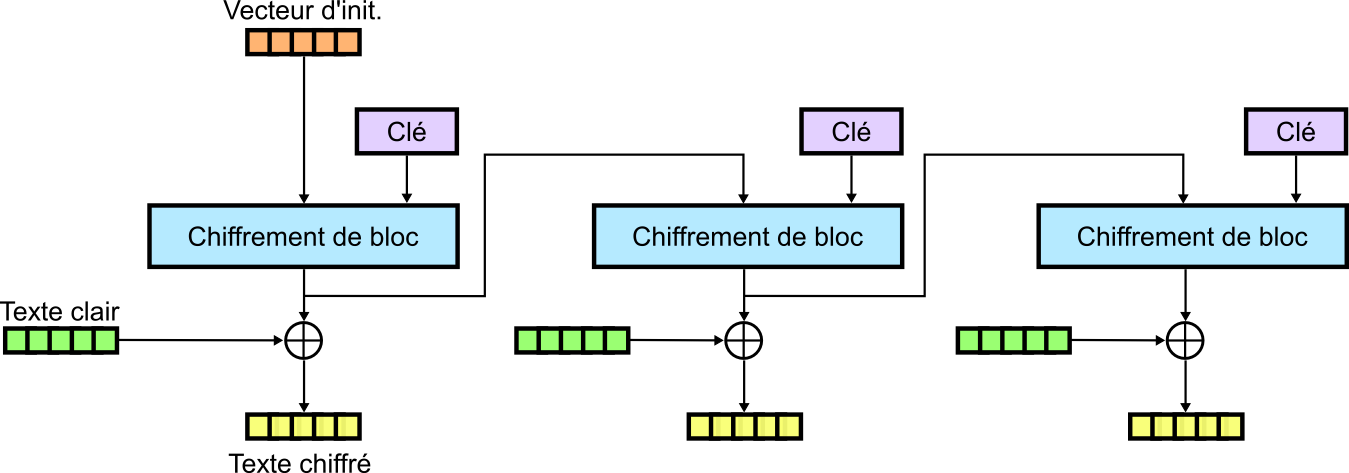 Vecteur d'init.
Clé
Clé
Clé
Chiffrement de bloc
Chiffrement de bloc
Chiffrement de bloc
Texte clair
Texte chiffré